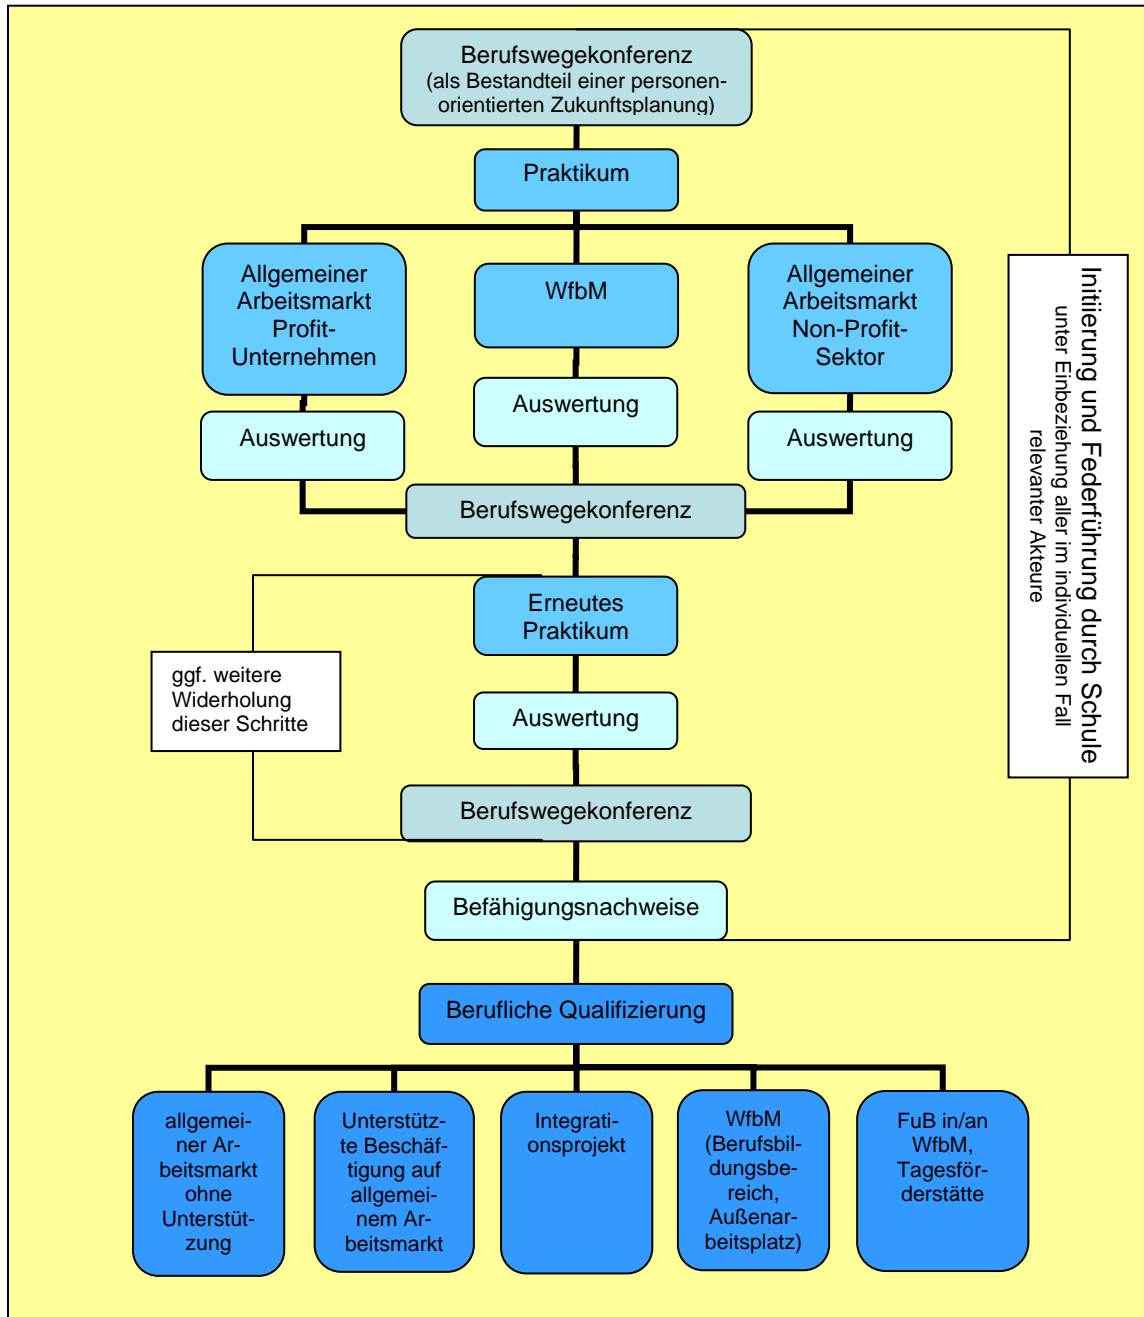 Berufswegekonferenz
(als Bestandteil einer personen-
orientierten Zukunftsplanung)
Praktikum
Allgemeiner
Arbeitsmarkt
Profit-
Unternehmen
WfbM
Allgemeiner
Arbeitsmarkt
Non-Profit-
Sektor
Auswertung
Auswertung
Auswertung
Berufswegekonferenz
Erneutes
Praktikum
ggf. weitere
Widerholung
dieser Schritte
Auswertung
Berufswegekonferenz
Befähigungsnachweise
Initiierung und Federführung durch Schule
unter Einbeziehung aller im individuellen Fall
relevanter Akteure
Berufliche Qualifizierung
allgemei-
ner Ar-
beitsmarkt
ohne
Unterstüt-
zung
Unterstütz-
te Beschäf-
tigung auf
allgemei-
nem Ar-
beitsmarkt
Integrati-
onsprojekt
WfbM
(Berufsbil-
dungsbe-
reich,
Außenar-
beitsplatz)
FuB in/an
WfbM,
Tagesför-
derstätte